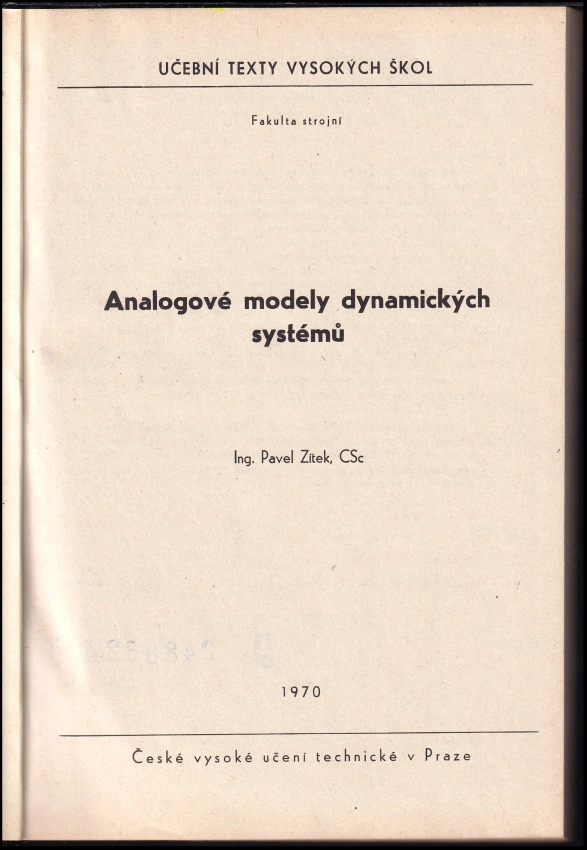 UČEBNÍ TEXTY VYSOKÝCH ŠKOL
Fakulta strojní
Analogové modely dynamických
systémů
Ing. Pavel Zítek, CSc
1970
České vysoké učení technické v Praze